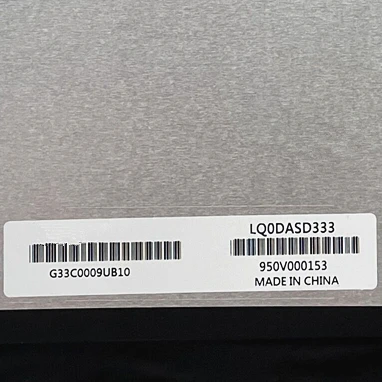 LQ0DASD333
G33C0009UB10
950V000153
MADE IN CHINA